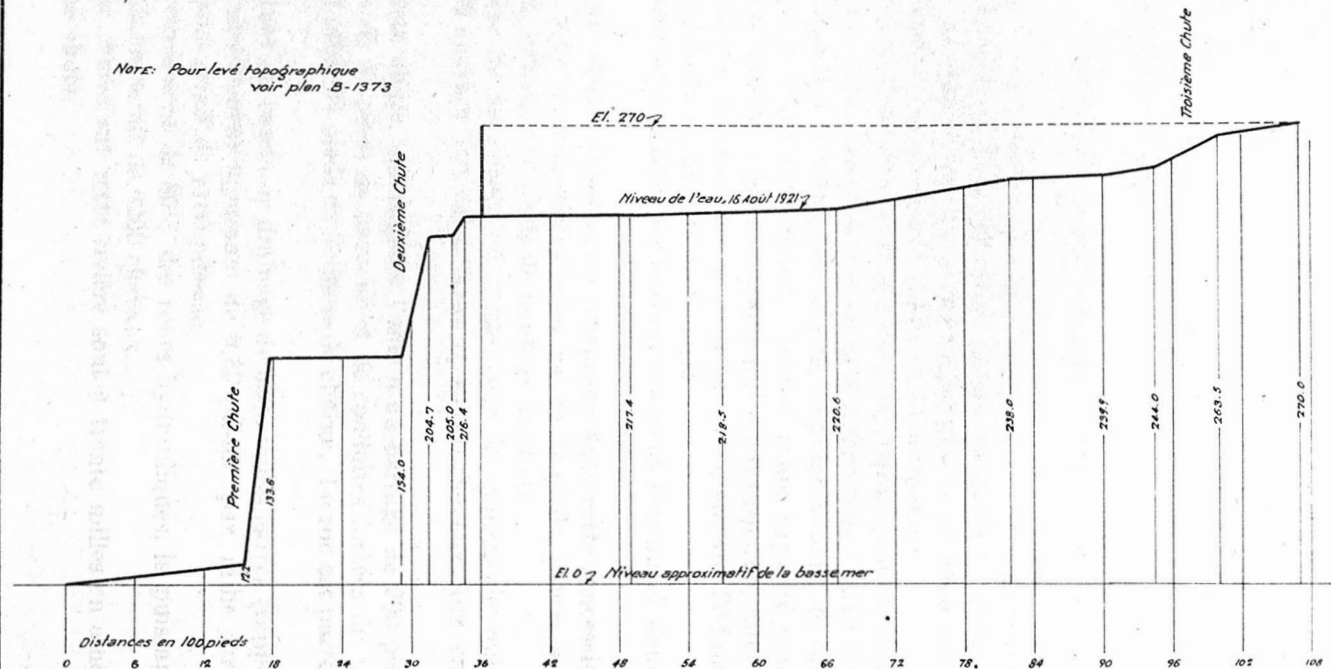 NOTE: Pour levé topographique
voir plan B-1373
El. 270
Troisième Chute
Niveau de l'eau, 16 Août 1921
Deuxième Chute
Première Chute
12.2
133.6
134.0
204.7
205.0
216.4
217.4
218.5
220.6
238.0
239.9
244.0
263.5
270.0
El. 0 Niveau approximatif de la basse mer
Distances en 100 pieds
0 6 12 18 24 30 36 42 48 54 60 66 72 78 84 90 96 102 108